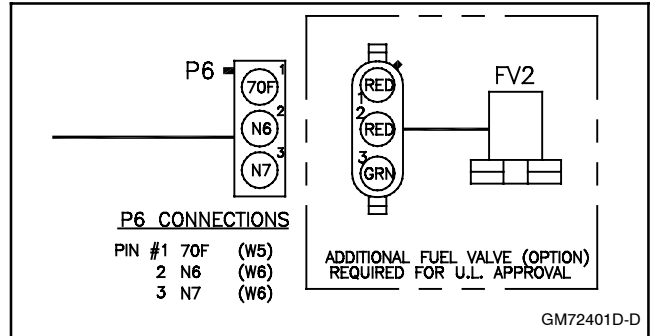 P6
1
70F
2
N6
3
N7
1
RED
2
RED
3
GRN
FV2
P6 CONNECTIONS
PIN #1 70F (W5)
2 N6 (W6)
3 N7 (W6)
ADDITIONAL FUEL VALVE (OPTION)
REQUIRED FOR U.L. APPROVAL
GM72401D-D